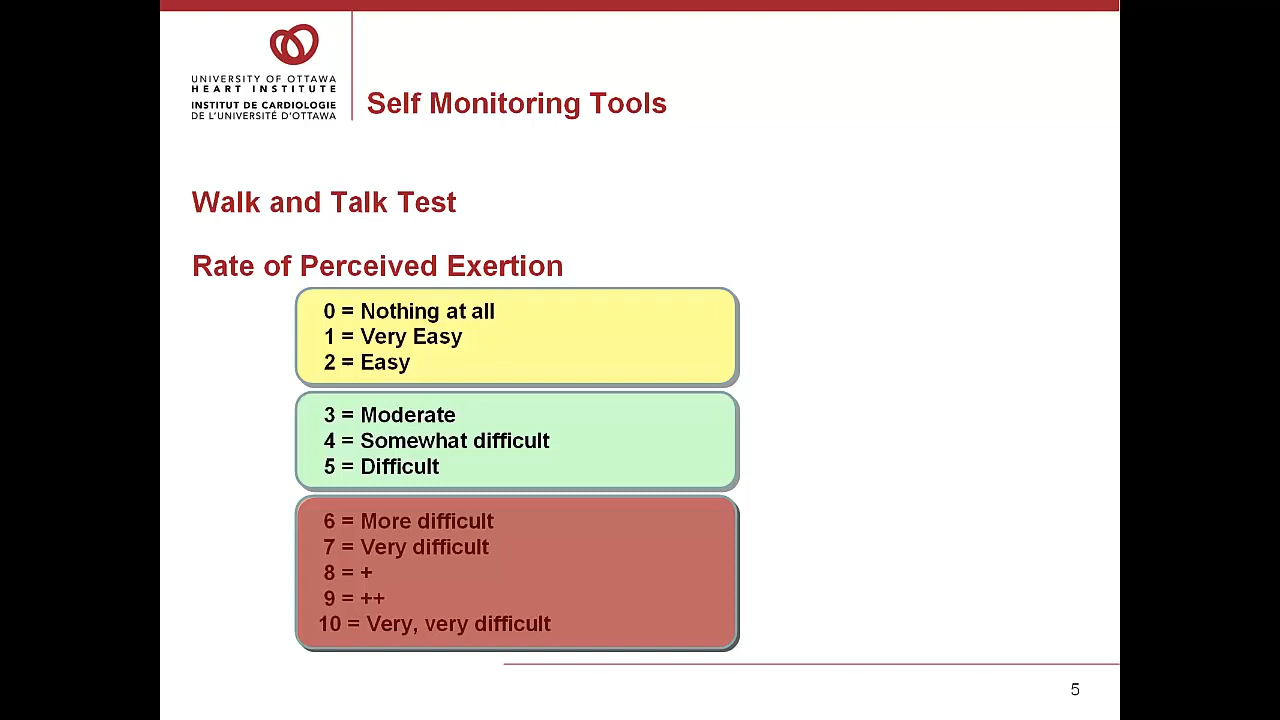 UNIVERSITY OF OTTAWA
HEART INSTITUTE
INSTITUT DE CARDIOLOGIE
DE L'UNIVERSITÉ D'OTTAWA
Self Monitoring Tools
Walk and Talk Test
Rate of Perceived Exertion
0 = Nothing at all
1 = Very Easy
2 = Easy
3 = Moderate
4 = Somewhat difficult
5 = Difficult
6 = More difficult
7 = Very difficult
8 = +
9 = ++
10 = Very, very difficult
5